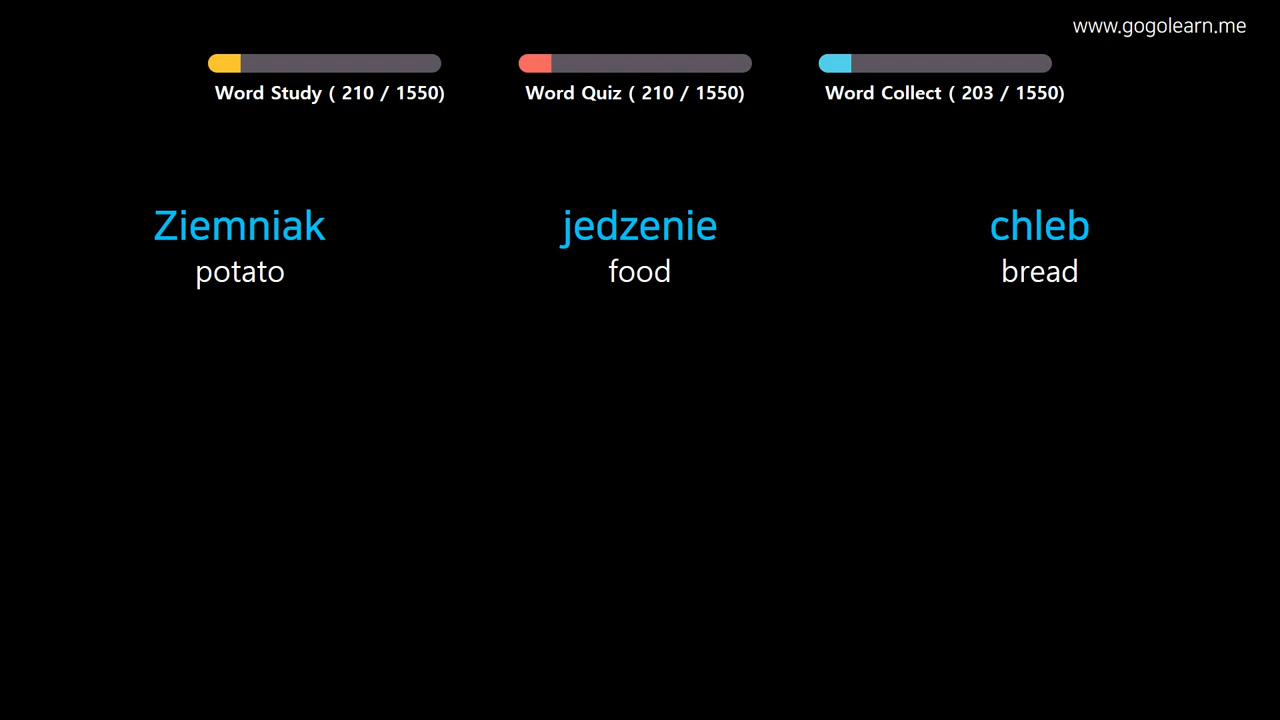 www.gogolearn.me
Word Study ( 210 / 1550)
Word Quiz ( 210 / 1550)
Word Collect ( 203 / 1550)
Ziemniak
potato
jedzenie
food
chleb
bread